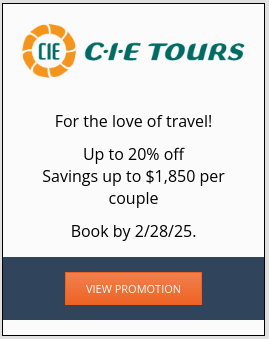 CIE
C·I·E TOURS
For the love of travel!
Up to 20% off
Savings up to $1,850 per
couple
Book by 2/28/25.
VIEW PROMOTION